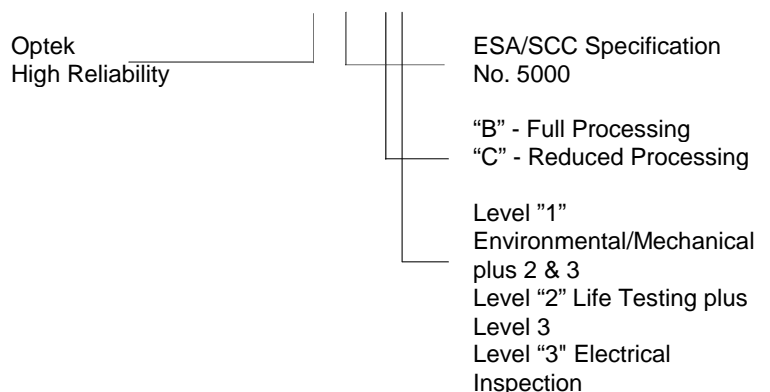 Optek
High Reliability
ESA/SCC Specification
No. 5000
“B” - Full Processing
“C” - Reduced Processing
Level ”1”
Environmental/Mechanical
plus 2 & 3
Level “2” Life Testing plus
Level 3
Level “3" Electrical
Inspection